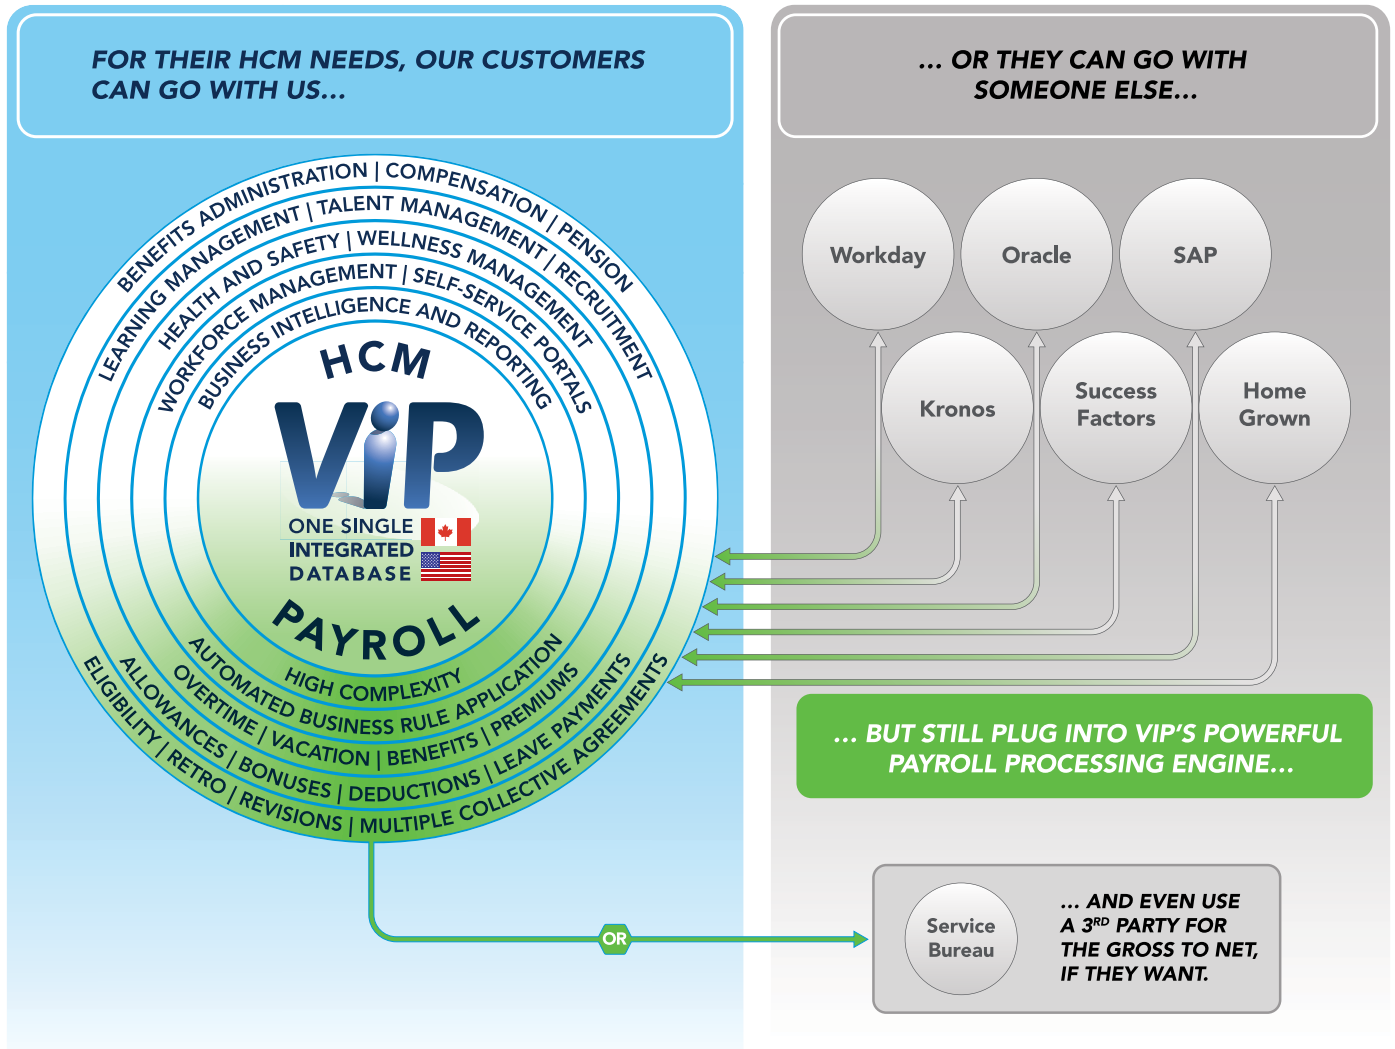 FOR THEIR HCM NEEDS, OUR CUSTOMERS
CAN GO WITH US...
BENEFITS ADMINISTRATION | COMPENSATION | PENSION
LEARNING MANAGEMENT | TALENT MANAGEMENT | RECRUITMENT
HEALTH AND SAFETY | WELLNESS MANAGEMENT
WORKFORCE MANAGEMENT | SELF-SERVICE PORTALS
BUSINESS INTELLIGENCE AND REPORTING
HCM
ViP
ONE SINGLE
INTEGRATED
DATABASE
PAYROLL
HIGH COMPLEXITY
AUTOMATED BUSINESS RULE APPLICATION
OVERTIME | VACATION | BENEFITS | PREMIUMS
ALLOWANCES | BONUSES | DEDUCTIONS | LEAVE PAYMENTS
ELIGIBILITY | RETRO | REVISIONS | MULTIPLE COLLECTIVE AGREEMENTS
OR
... OR THEY CAN GO WITH
SOMEONE ELSE...
Workday
Oracle
SAP
Kronos
Success
Factors
Home
Grown
... BUT STILL PLUG INTO VIP'S POWERFUL
PAYROLL PROCESSING ENGINE...
Service
Bureau
... AND EVEN USE
A 3RD PARTY FOR
THE GROSS TO NET,
IF THEY WANT.